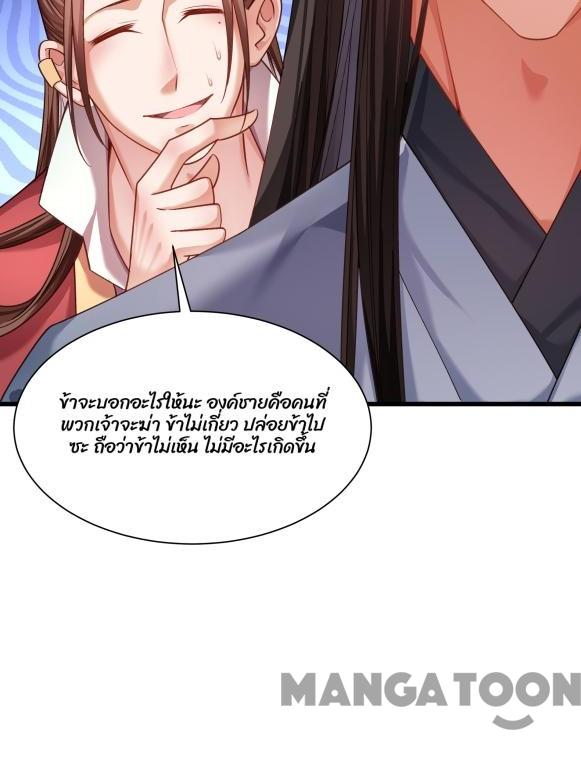 ข้าจะบอกอะไรให้นะ องค์ชายคือคนที่
พวกเจ้าจะฆ่า ข้าไม่เกี่ยว ปล่อยข้าไป
ซะ ถือว่าข้าไม่เห็น ไม่มีอะไรเกิดขึ้น
MANGATOON